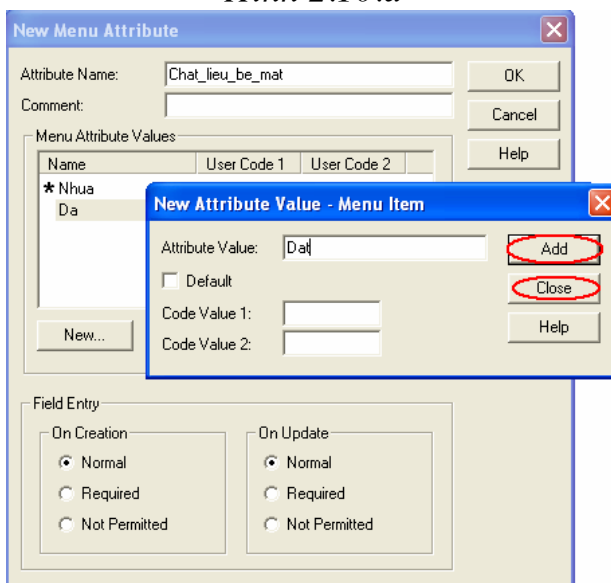 New Menu Attribute
Attribute Name: Chat_lieu_be_mat OK
Comment: Cancel
Menu Attribute Values Help
Name User Code 1 User Code 2
* Nhua
Da
New Attribute Value - Menu Item
Attribute Value: Dat Add
Default Close
Code Value 1: Help
Code Value 2:
New...
Field Entry
On Creation On Update
Normal Normal
Required Required
Not Permitted Not Permitted